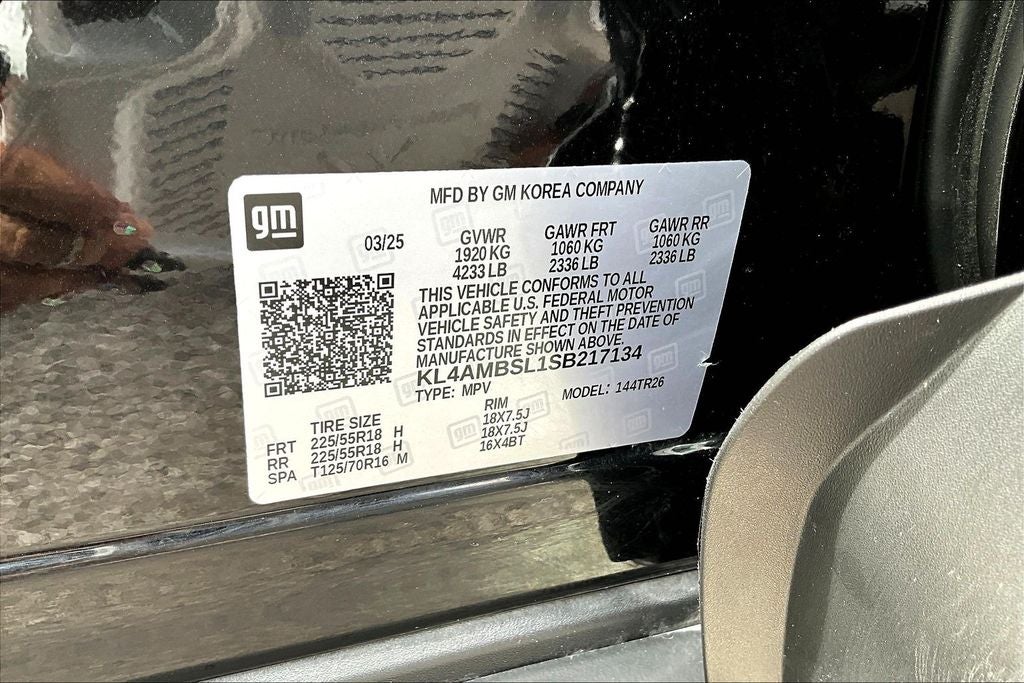 gm
MFD BY GM KOREA COMPANY
03/25
GVWR GAWR FRT GAWR RR
1920 KG 1060 KG 1060 KG
4233 LB 2336 LB 2336 LB
THIS VEHICLE CONFORMS TO ALL
APPLICABLE U.S. FEDERAL MOTOR
VEHICLE SAFETY AND THEFT PREVENTION
STANDARDS IN EFFECT ON THE DATE OF
MANUFACTURE SHOWN ABOVE.
KL4AMBSL1SB217134
TYPE: MPV MODEL: 144TR26
TIRE SIZE RIM
FRT 225/55R18 H 18X7.5J
RR 225/55R18 H 18X7.5J
SPA T125/70R16 M 16X4BT